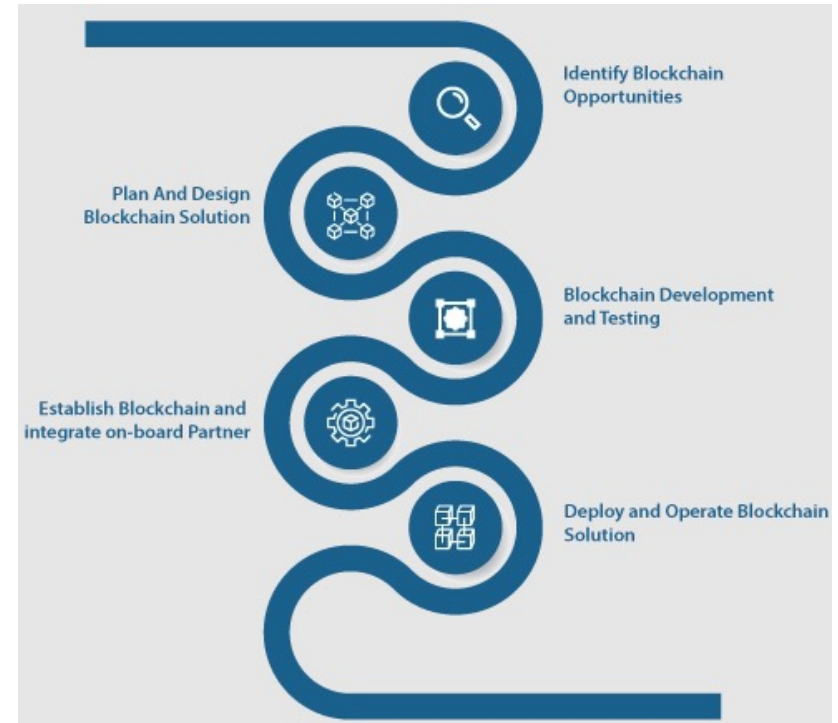 Identify Blockchain
Opportunities
Plan And Design
Blockchain Solution
Blockchain Development
and Testing
Establish Blockchain and
integrate on-board Partner
Deploy and Operate Blockchain
Solution